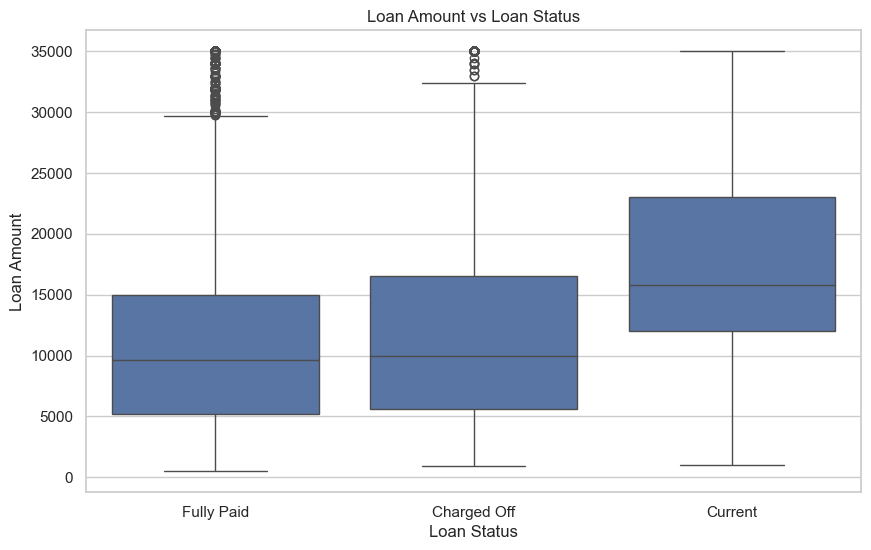 Loan Amount vs Loan Status
Loan Amount
35000
30000
25000
20000
15000
10000
5000
0
Fully Paid
Charged Off
Current
Loan Status